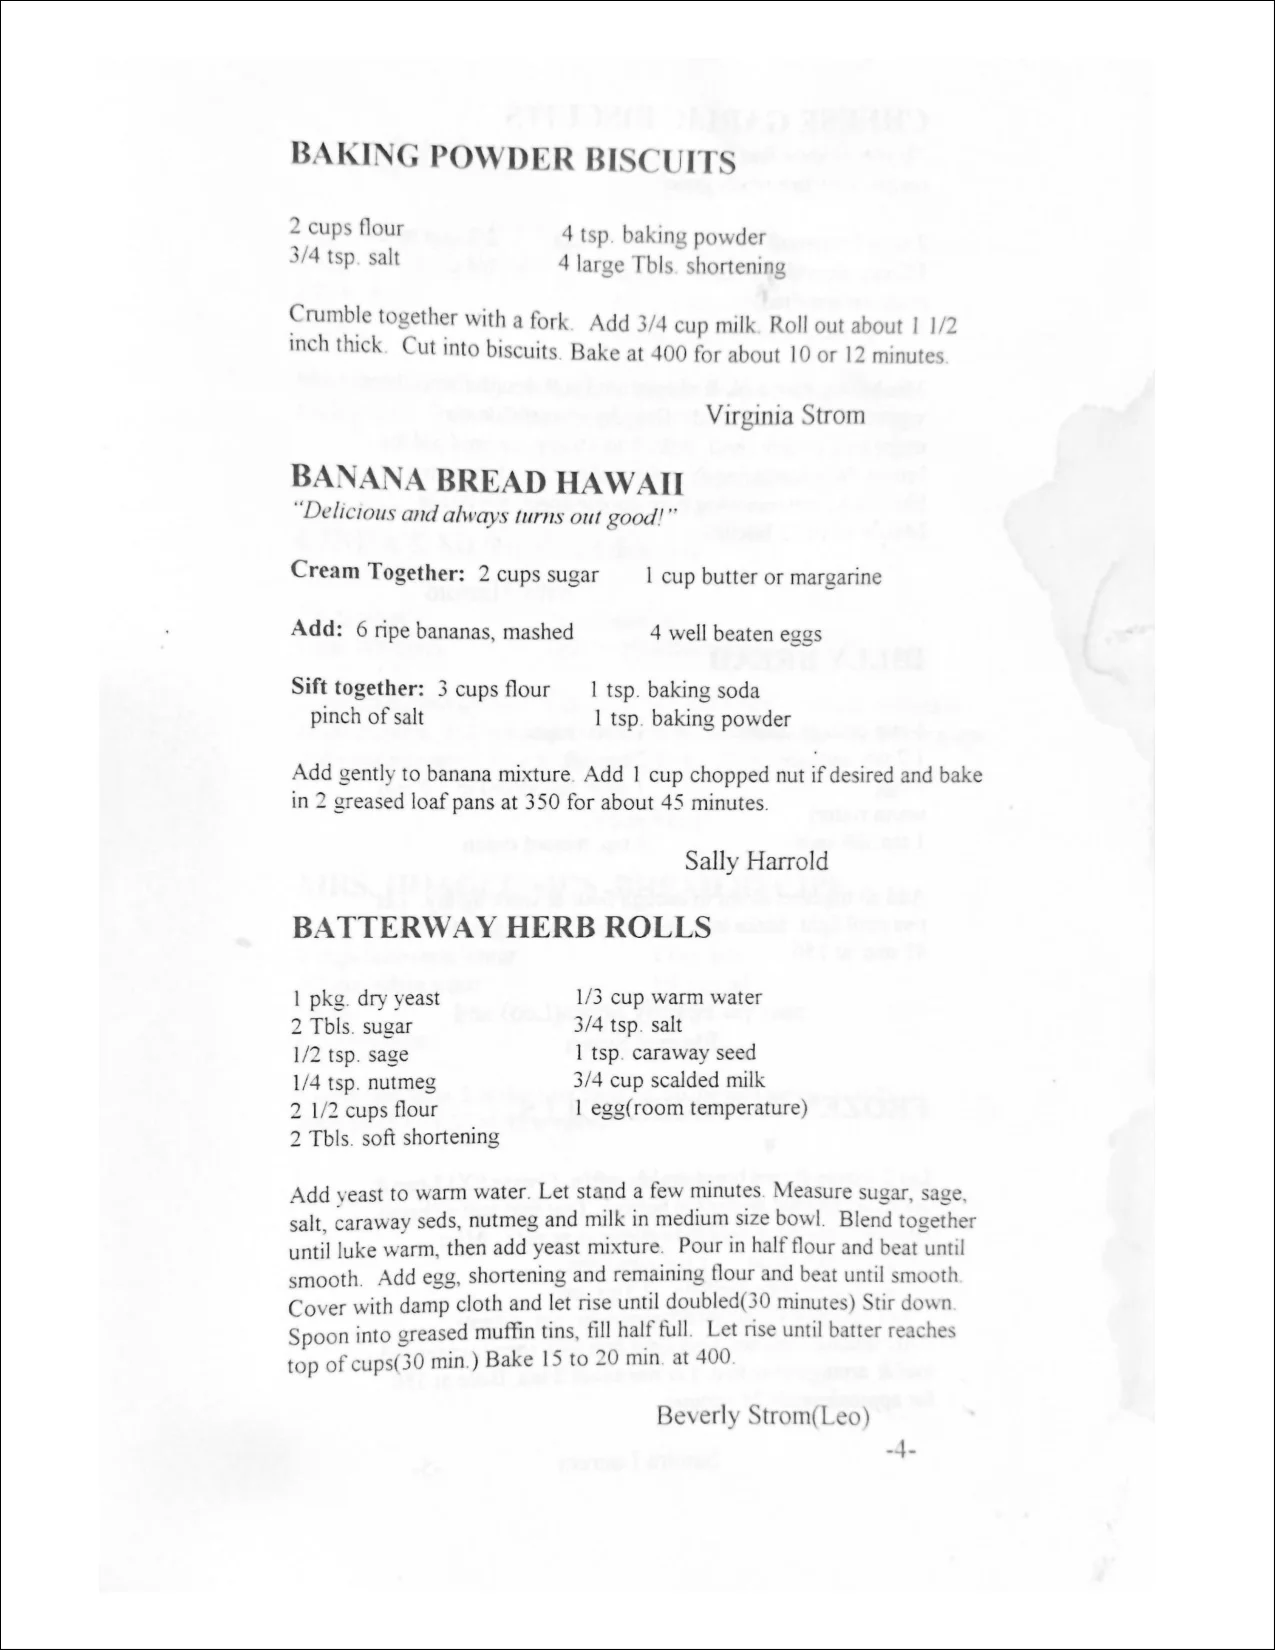 BAKING POWDER BISCUITS
2 cups flour 4 tsp. baking powder
3/4 tsp. salt 4 large Tbls. shortening
Crumble together with a fork. Add 3/4 cup milk. Roll out about 1 1/2
inch thick. Cut into biscuits. Bake at 400 for about 10 or 12 minutes.
Virginia Strom
BANANA BREAD HAWAII
"Delicious and always turns out good!"
Cream Together: 2 cups sugar 1 cup butter or margarine
Add: 6 ripe bananas, mashed 4 well beaten eggs
Sift together: 3 cups flour 1 tsp. baking soda
pinch of salt 1 tsp. baking powder
Add gently to banana mixture. Add 1 cup chopped nut if desired and bake
in 2 greased loaf pans at 350 for about 45 minutes.
Sally Harrold
BATTERWAY HERB ROLLS
1 pkg. dry yeast 1/3 cup warm water
2 Tbls. sugar 3/4 tsp. salt
1/2 tsp. sage 1 tsp. caraway seed
1/4 tsp. nutmeg 3/4 cup scalded milk
2 1/2 cups flour 1 egg(room temperature)
2 Tbls. soft shortening
Add yeast to warm water. Let stand a few minutes. Measure sugar, sage,
salt, caraway seds, nutmeg and milk in medium size bowl. Blend together
until luke warm, then add yeast mixture. Pour in half flour and beat until
smooth. Add egg, shortening and remaining flour and beat until smooth.
Cover with damp cloth and let rise until doubled(30 minutes) Stir down.
Spoon into greased muffin tins, fill half full. Let rise until batter reaches
top of cups(30 min.) Bake 15 to 20 min. at 400.
Beverly Strom(Leo)
-4-